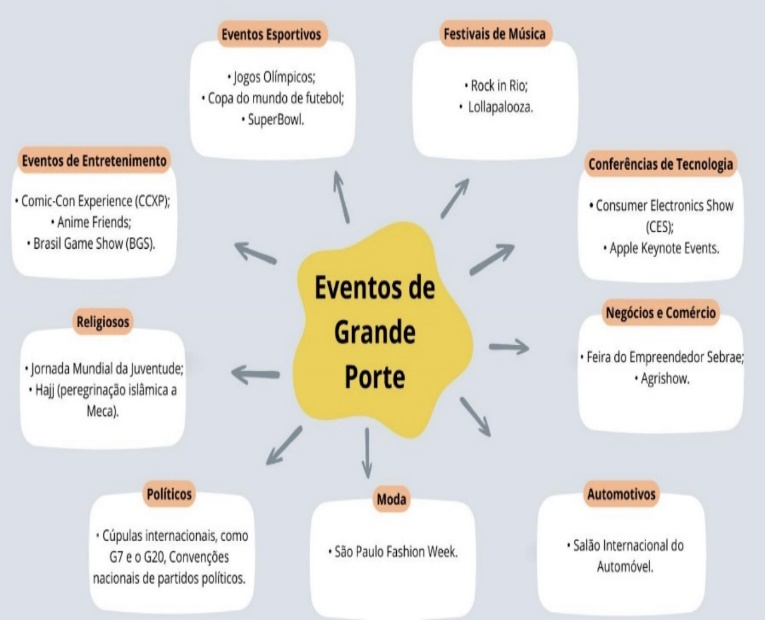 Eventos Esportivos
• Jogos Olímpicos;
• Copa do mundo de futebol;
• SuperBowl.
Festivais de Música
• Rock in Rio;
• Lollapalooza.
Eventos de Entretenimento
• Comic-Con Experience (CCXP);
• Anime Friends;
• Brasil Game Show (BGS).
Conferências de Tecnologia
• Consumer Electronics Show
(CES);
• Apple Keynote Events.
Eventos de
Grande
Porte
Religiosos
• Jornada Mundial da Juventude;
• Hajj (peregrinação islâmica a
Meca).
Negócios e Comércio
• Feira do Empreendedor Sebrae;
• Agrishow.
Políticos
• Cúpulas internacionais, como
G7 e o G20, Convenções
nacionais de partidos políticos.
Moda
• São Paulo Fashion Week.
Automotivos
• Salão Internacional do
Automóvel.